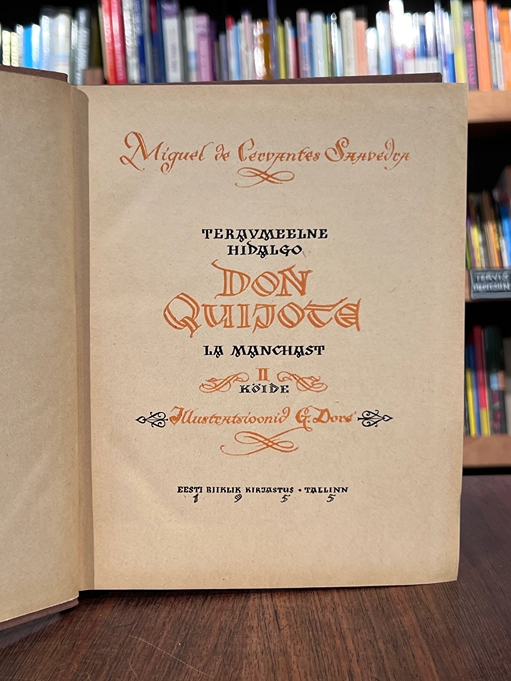 Miguel de Cervantes Saavedra
TERAVMEELNE
HIDALGO
DON
QUIJOTE
LA MANCHAST
II
KÖIDE
Illustratsioonid G. Doré
EESTI RIIKLIK KIRJASTUS • TALLINN
1955
TERVIS